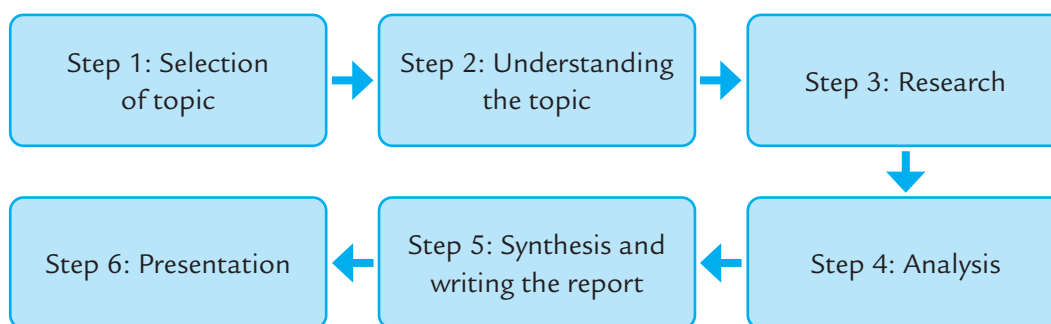 Step 1: Selection
of topic
Step 2: Understanding
the topic
Step 3: Research
Step 4: Analysis
Step 5: Synthesis and
writing the report
Step 6: Presentation